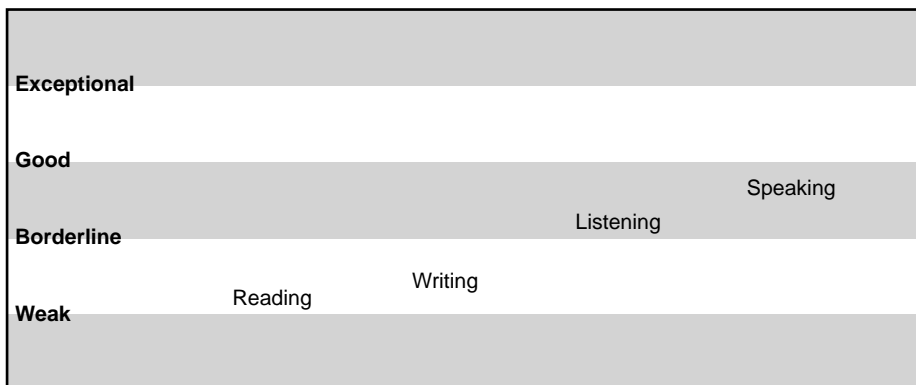 Exceptional
Good
Speaking
Listening
Borderline
Writing
Reading
Weak